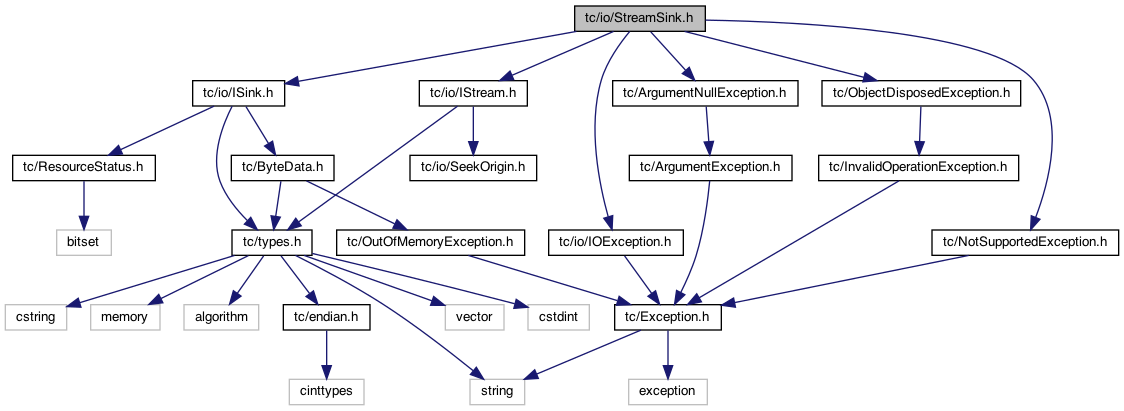 tc/io/StreamSink.h
tc/io/ISink.h
tc/io/IStream.h
tc/ArgumentNullException.h
tc/ObjectDisposedException.h
tc/ResourceStatus.h
tc/ByteData.h
tc/io/SeekOrigin.h
tc/ArgumentException.h
tc/InvalidOperationException.h
bitset
tc/types.h
tc/OutOfMemoryException.h
tc/io/IOException.h
tc/NotSupportedException.h
cstring
memory
algorithm
tc/endian.h
vector
cstdint
tc/Exception.h
cinttypes
string
exception